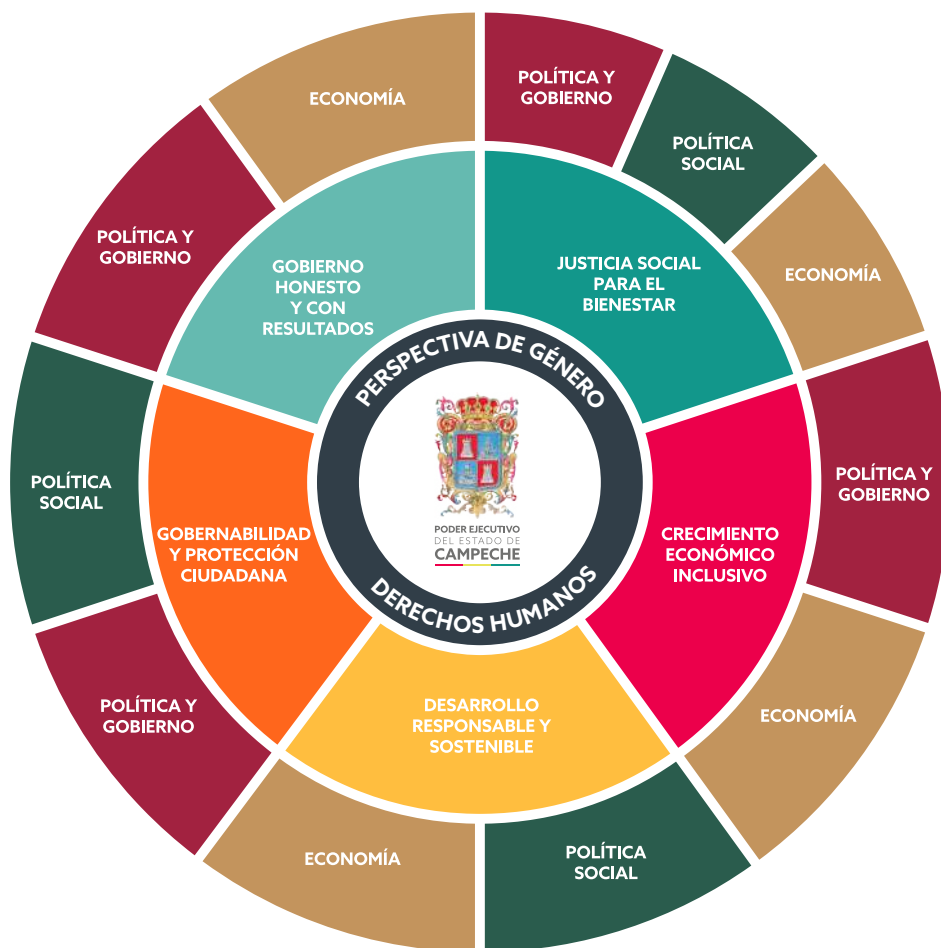 ECONOMÍA
POLÍTICA Y
GOBIERNO
POLÍTICA
SOCIAL
ECONOMÍA
POLÍTICA Y
GOBIERNO
ECONOMÍA
POLÍTICA
SOCIAL
ECONOMÍA
POLÍTICA Y
GOBIERNO
POLÍTICA
SOCIAL
POLÍTICA Y
GOBIERNO
GOBIERNO
HONESTO
Y CON
RESULTADOS
JUSTICIA SOCIAL
PARA EL
BIENESTAR
CRECIMIENTO
ECONÓMICO
INCLUSIVO
DESARROLLO
RESPONSABLE Y
SOSTENIBLE
GOBERNABILIDAD
Y PROTECCIÓN
CIUDADANA
PERSPECTIVA DE GÉNERO
PODER EJECUTIVO
DEL ESTADO DE
CAMPECHE
DERECHOS HUMANOS